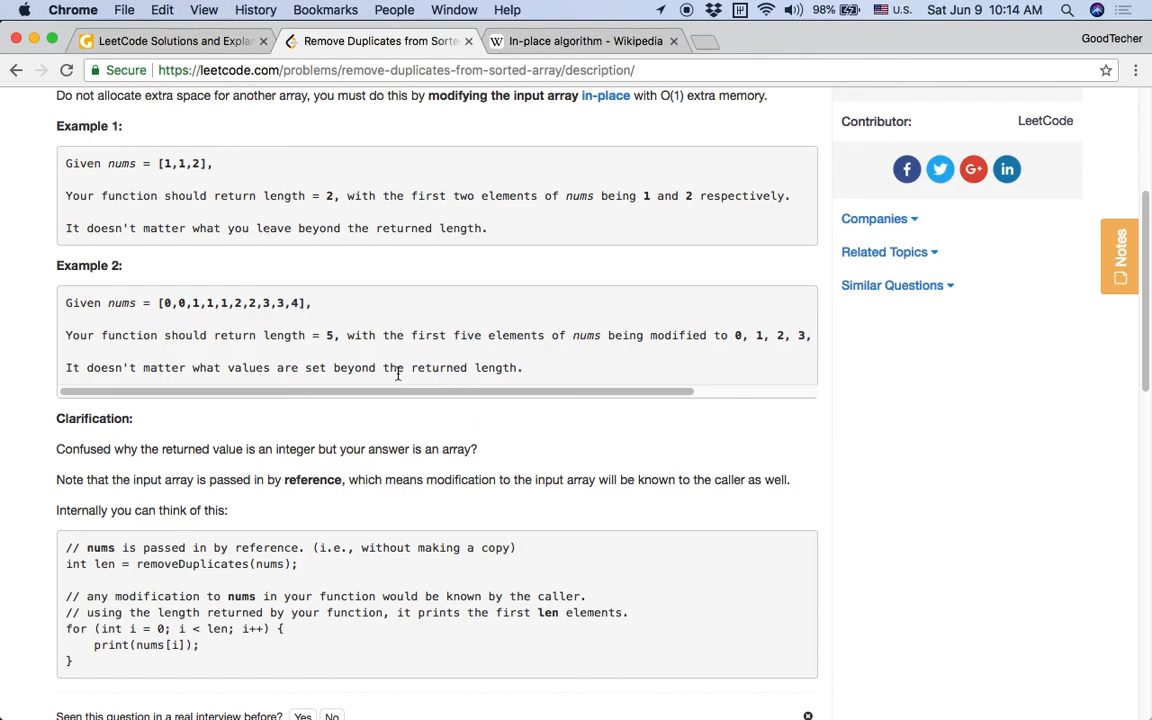 Chrome File Edit View History Bookmarks People Window Help 98% U.S. Sat Jun 9 10:14 AM
LeetCode Solutions and Explan Remove Duplicates from Sorte In-place algorithm - Wikipedia GoodTecher
Secure https://leetcode.com/problems/remove-duplicates-from-sorted-array/description/
Do not allocate extra space for another array, you must do this by modifying the input array in-place with O(1) extra memory.
Contributor: LeetCode
Example 1:
Given nums = [1,1,2],
Your function should return length = 2, with the first two elements of nums being 1 and 2 respectively.
It doesn't matter what you leave beyond the returned length.
Companies
Related Topics
Similar Questions
Notes
Example 2:
Given nums = [0,0,1,1,1,2,2,3,3,4],
Your function should return length = 5, with the first five elements of nums being modified to 0, 1, 2, 3,
It doesn't matter what values are set beyond the returned length.
Clarification:
Confused why the returned value is an integer but your answer is an array?
Note that the input array is passed in by reference, which means modification to the input array will be known to the caller as well.
Internally you can think of this:
// nums is passed in by reference. (i.e., without making a copy)
int len = removeDuplicates(nums);
// any modification to nums in your function would be known by the caller.
// using the length returned by your function, it prints the first len elements.
for (int i = 0; i < len; i++) {
print(nums[i]);
}
Seen this question in a real interview before? Yes No